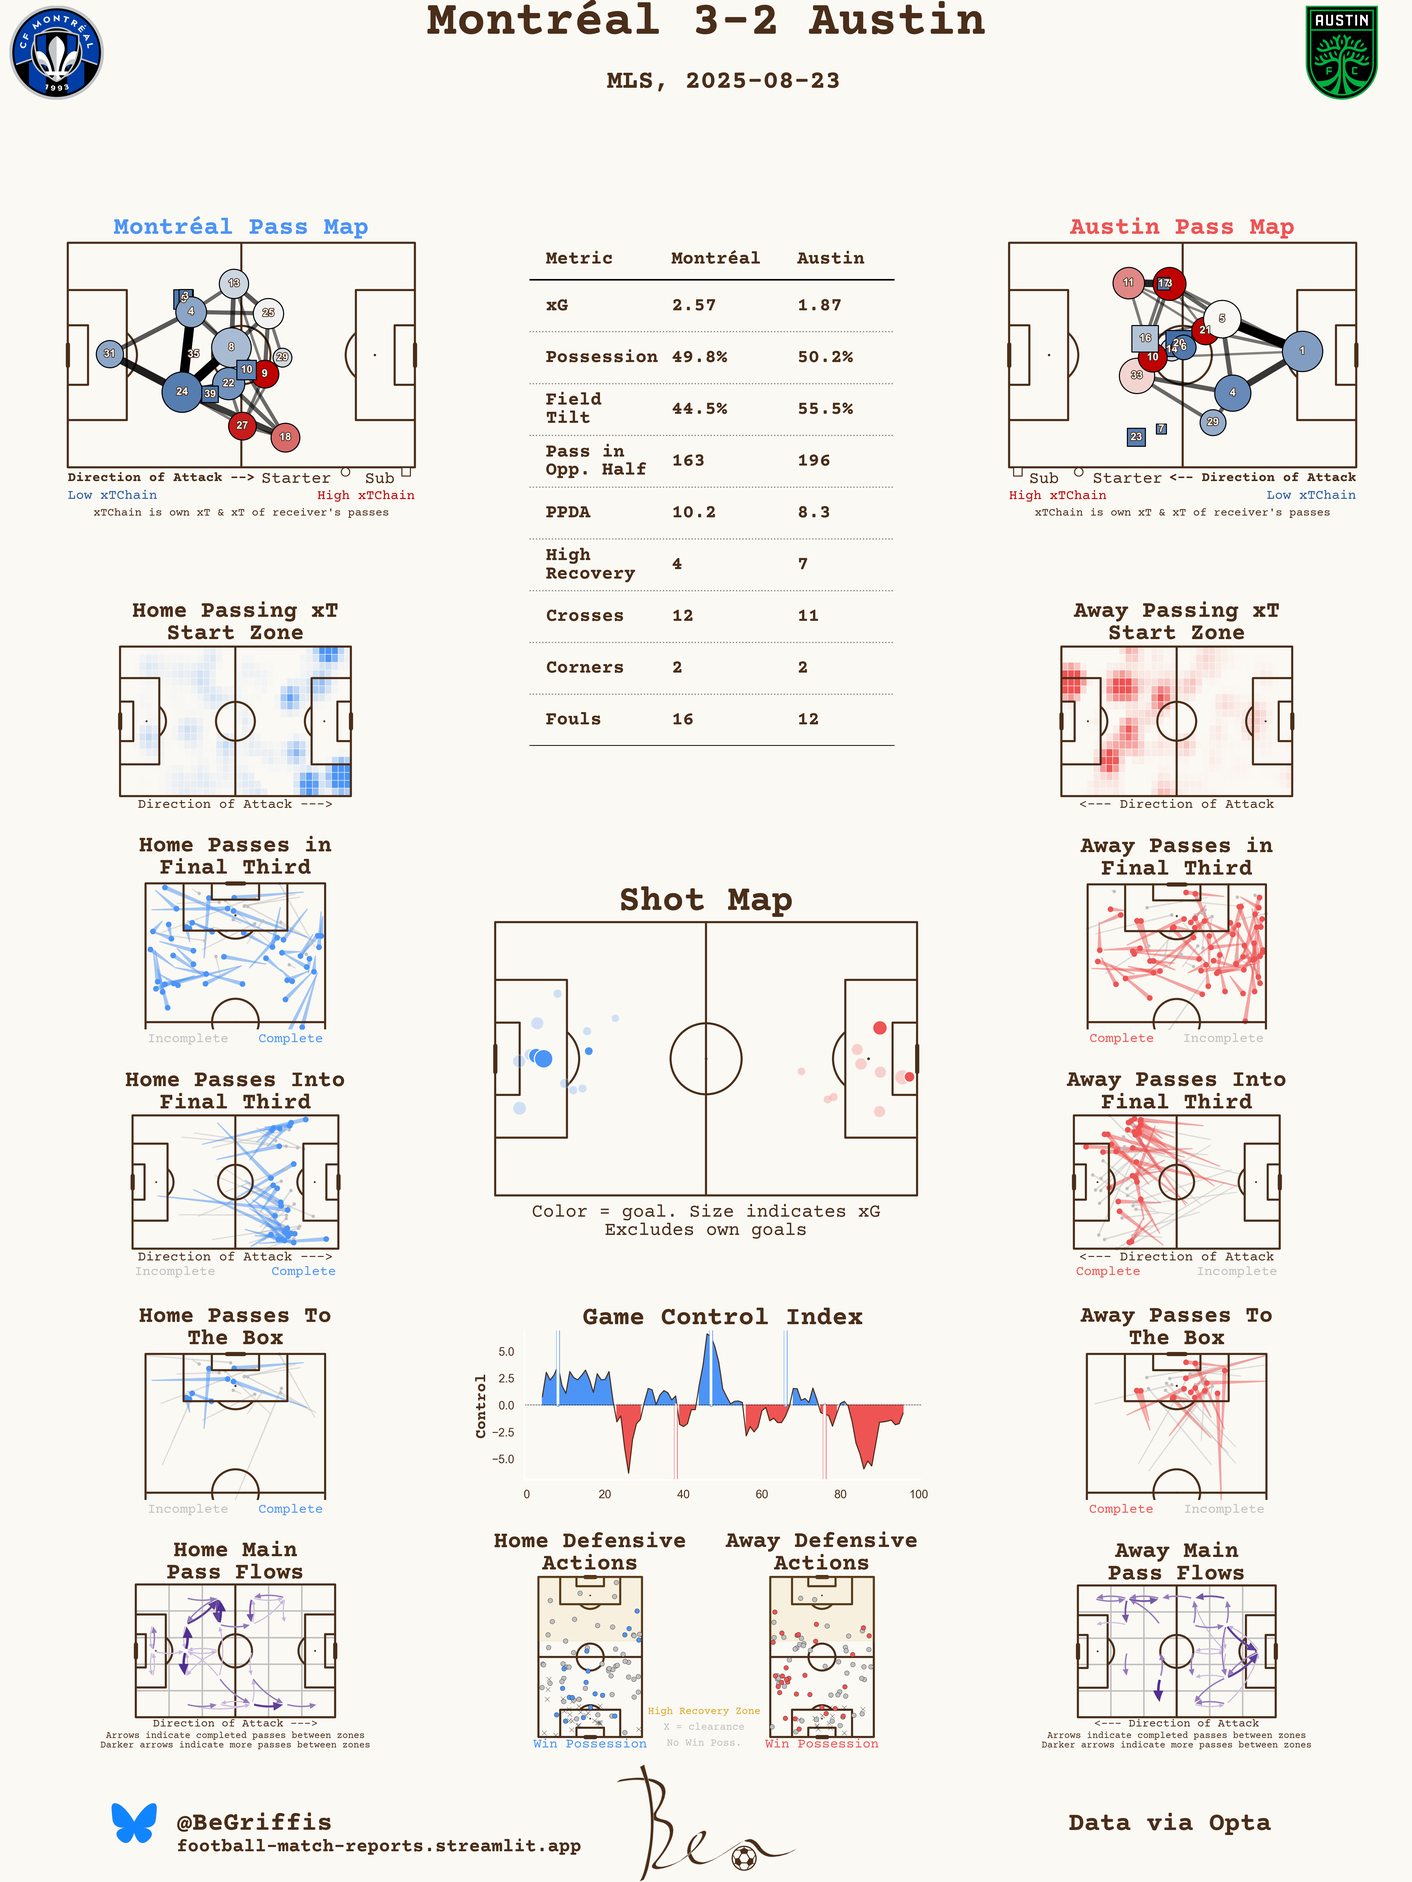 Montréal 3-2 Austin
MLS, 2025-08-23
CF MONTRÉAL
1993
AUSTIN
FC
Montréal Pass Map
31
4
13
25
35
8
29
10
9
22
24
39
27
18
Direction of Attack --> Starter Sub
Low xTChain High xTChain
xTChain is own xT & xT of receiver's passes
Metric Montréal Austin
xG 2.57 1.87
Possession 49.8% 50.2%
Field
Tilt 44.5% 55.5%
Pass in
Opp. Half 163 196
PPDA 10.2 8.3
High
Recovery 4 7
Crosses 12 11
Corners 2 2
Fouls 16 12
Austin Pass Map
11
17
5
21
16
20
14
6
10
1
33
4
29
23
7
Sub Starter <-- Direction of Attack
High xTChain Low xTChain
xTChain is own xT & xT of receiver's passes
Home Passing xT
Start Zone
Direction of Attack --->
Away Passing xT
Start Zone
<--- Direction of Attack
Home Passes in
Final Third
Incomplete Complete
Away Passes in
Final Third
Complete Incomplete
Shot Map
Color = goal. Size indicates xG
Excludes own goals
Home Passes Into
Final Third
Direction of Attack --->
Incomplete Complete
Away Passes Into
Final Third
<--- Direction of Attack
Complete Incomplete
Home Passes To
The Box
Incomplete Complete
Game Control Index
Control
5.0
2.5
0.0
−2.5
−5.0
0 20 40 60 80 100
Away Passes To
The Box
Complete Incomplete
Home Main
Pass Flows
Direction of Attack --->
Arrows indicate completed passes between zones
Darker arrows indicate more passes between zones
Home Defensive
Actions
Win Possession
Away Defensive
Actions
Win Possession
High Recovery Zone
X = clearance
No Win Poss.
Away Main
Pass Flows
<--- Direction of Attack
Arrows indicate completed passes between zones
Darker arrows indicate more passes between zones
@BeGriffis
football-match-reports.streamlit.app
Ben
Data via Opta